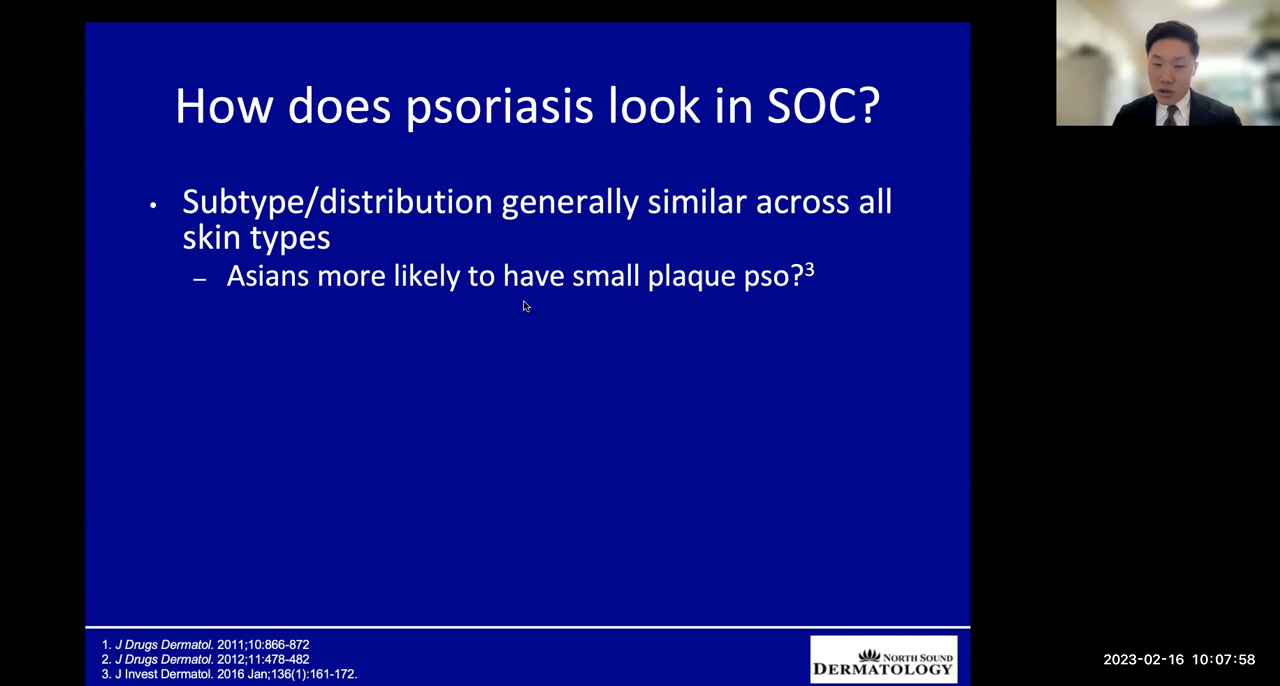 How does psoriasis look in SOC?
• Subtype/distribution generally similar across all
skin types
– Asians more likely to have small plaque pso?³
1. J Drugs Dermatol. 2011;10:866-872
2. J Drugs Dermatol. 2012;11:478-482
3. J Invest Dermatol. 2016 Jan;136(1):161-172.
NORTH SOUND
DERMATOLOGY
2023-02-16 10:07:58